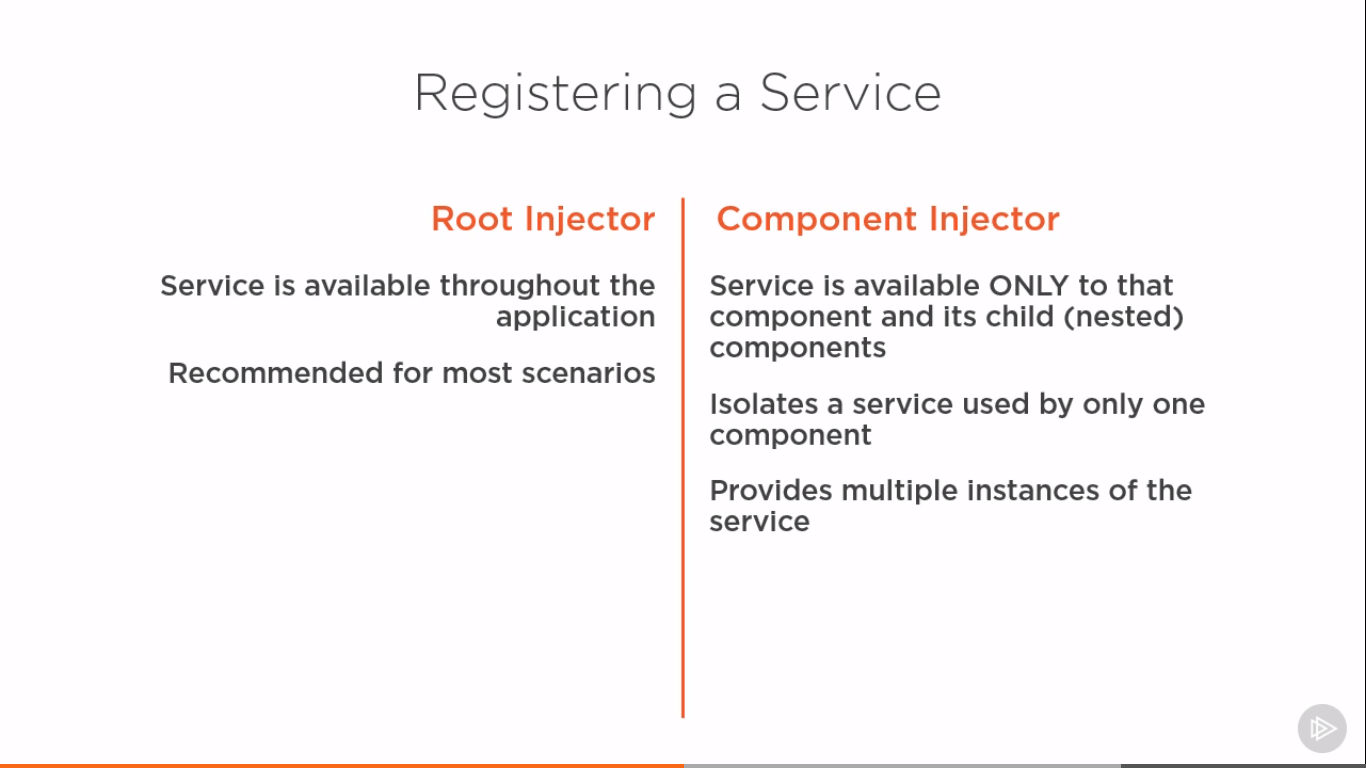 Registering a Service
Root Injector
Service is available throughout the
application
Recommended for most scenarios
Component Injector
Service is available ONLY to that
component and its child (nested)
components
Isolates a service used by only one
component
Provides multiple instances of the
service